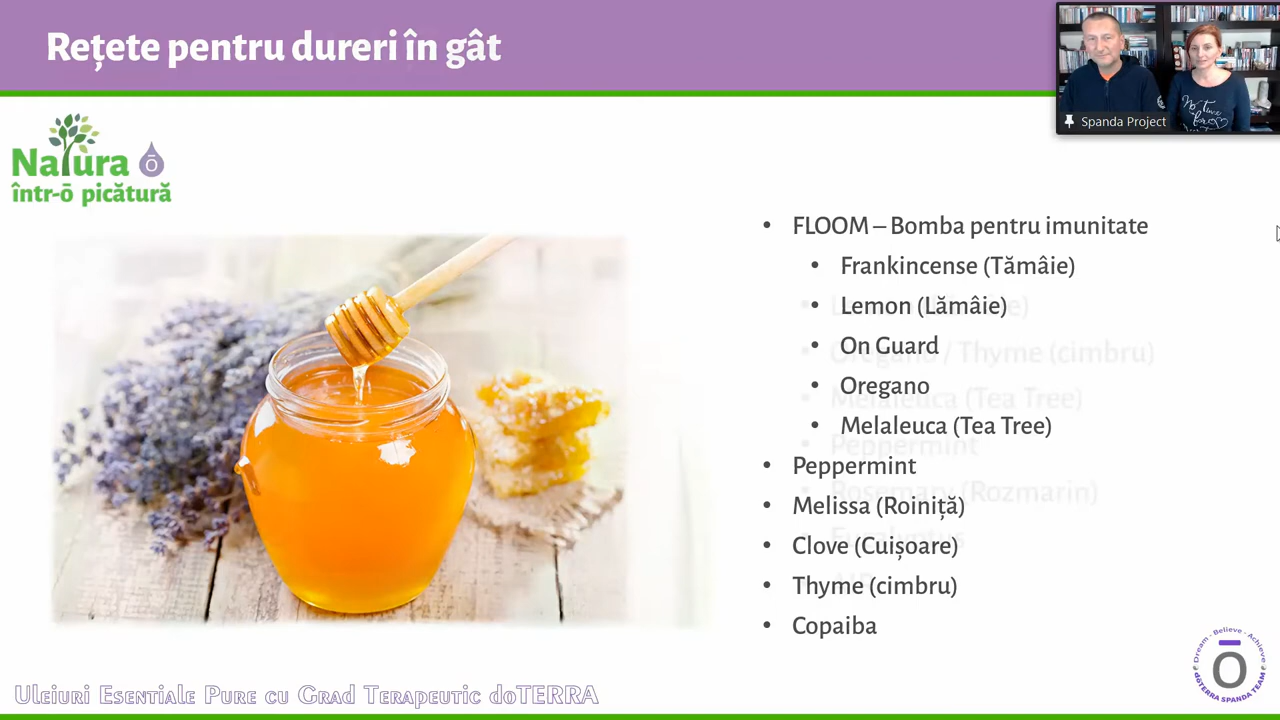 Rețete pentru dureri în gât
Spanda Project
Natura
într-ō picătură
FLOOM – Bomba pentru imunitate
Frankincense (Tămâie)
Lemon (Lămâie)
On Guard
Oregano
Melaleuca (Tea Tree)
Peppermint
Melissa (Roiniță)
Clove (Cuișoare)
Thyme (cimbru)
Copaiba
Uleiuri Esentiale Pure cu Grad Terapeutic doTERRA
Dream - Believe - Achieve
dōTERRA SPANDA TEAM